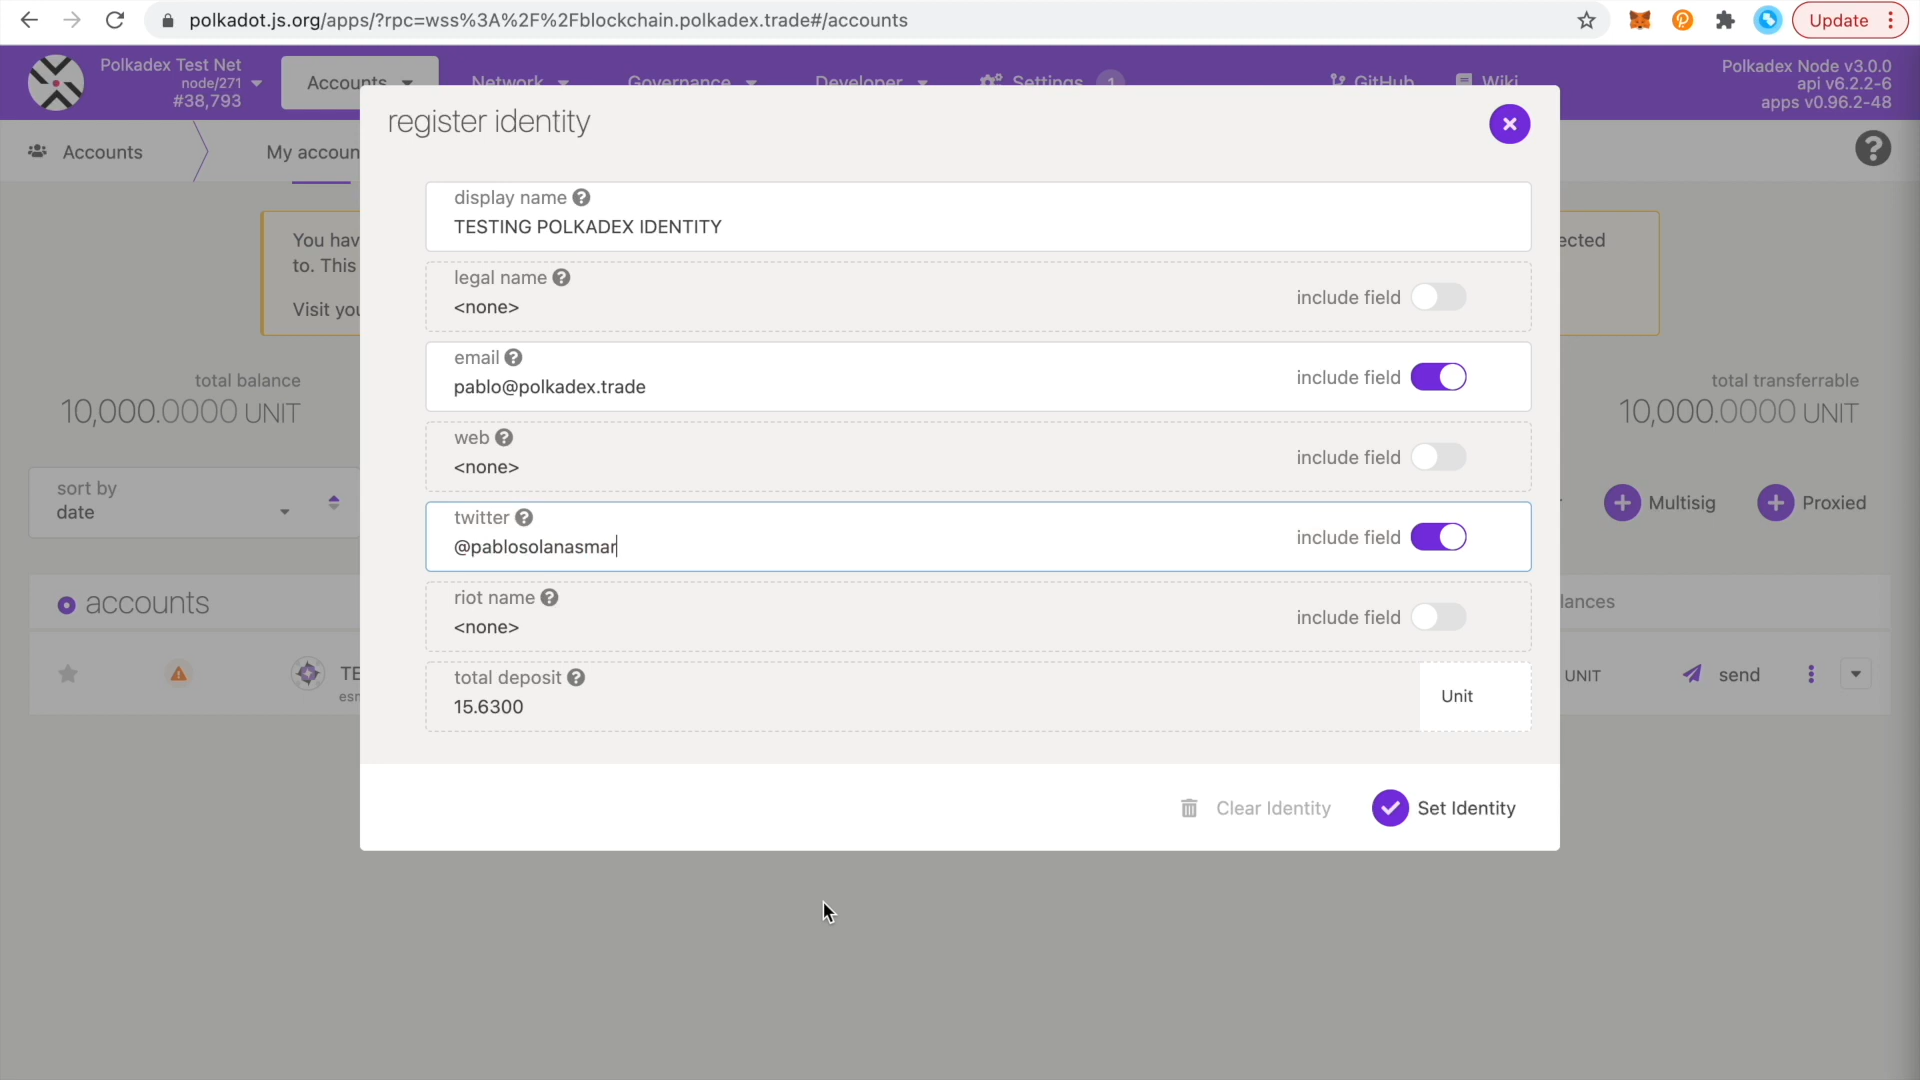 polkadot.js.org/apps/?rpc=wss%3A%2F%2Fblockchain.polkadex.trade#/accounts
Update
Polkadex Test Net
node/271
#38,793
Accounts
Network
Governance
Developer
Settings
1
GitHub
Wiki
Polkadex Node v3.0.0
api v6.2.2-6
apps v0.96.2-48
Accounts
My accoun
register identity
You hav
to. This
Visit you
ected
display name
TESTING POLKADEX IDENTITY
legal name
<none>
include field
email
pablo@polkadex.trade
include field
web
<none>
include field
twitter
@pablosolanasmar
include field
riot name
<none>
include field
total deposit
15.6300
Unit
Clear Identity
Set Identity
total balance
10,000.0000 UNIT
total transferrable
10,000.0000 UNIT
sort by
date
Multisig
Proxied
accounts
lances
TE
esm
UNIT
send